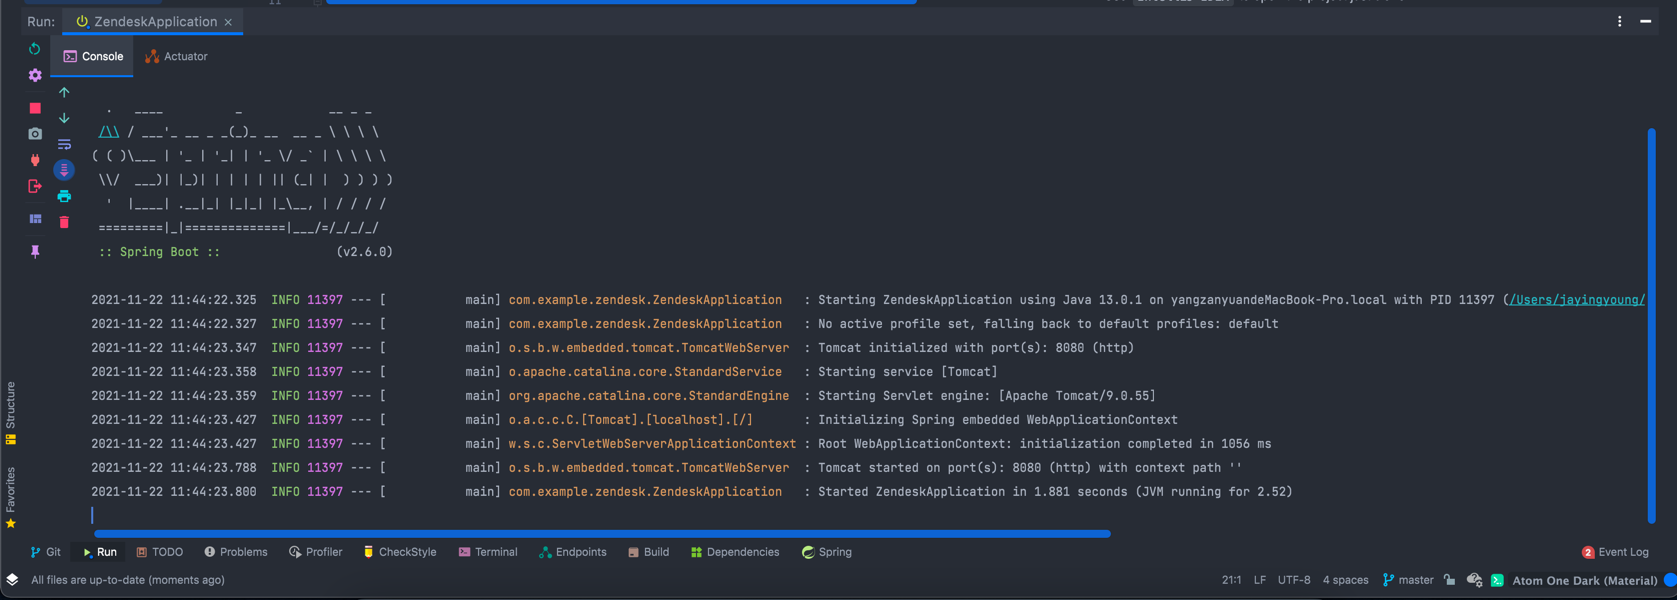 Run: ZendeskApplication ×
Console Actuator
  .   ____          _            __ _ _
 /\\ / ___'_ __ _ _(_)_ __  __ _ \ \ \ \
( ( )\___ | '_ | '_| | '_ \/ _` | \ \ \ \
 \\/  ___)| |_)| | | | | || (_| |  ) ) ) )
  '  |____| .__|_| |_|_| |_\__, | / / / /
 =========|_|==============|___/=/_/_/_/
 :: Spring Boot ::                (v2.6.0)
2021-11-22 11:44:22.325  INFO 11397 --- [           main] com.example.zendesk.ZendeskApplication   : Starting ZendeskApplication using Java 13.0.1 on yangzanyuandeMacBook-Pro.local with PID 11397 (/Users/jayingyoung/
2021-11-22 11:44:22.327  INFO 11397 --- [           main] com.example.zendesk.ZendeskApplication   : No active profile set, falling back to default profiles: default
2021-11-22 11:44:23.347  INFO 11397 --- [           main] o.s.b.w.embedded.tomcat.TomcatWebServer  : Tomcat initialized with port(s): 8080 (http)
2021-11-22 11:44:23.358  INFO 11397 --- [           main] o.apache.catalina.core.StandardService   : Starting service [Tomcat]
2021-11-22 11:44:23.359  INFO 11397 --- [           main] org.apache.catalina.core.StandardEngine  : Starting Servlet engine: [Apache Tomcat/9.0.55]
2021-11-22 11:44:23.427  INFO 11397 --- [           main] o.a.c.c.C.[Tomcat].[localhost].[/]       : Initializing Spring embedded WebApplicationContext
2021-11-22 11:44:23.427  INFO 11397 --- [           main] w.s.c.ServletWebServerApplicationContext : Root WebApplicationContext: initialization completed in 1056 ms
2021-11-22 11:44:23.788  INFO 11397 --- [           main] o.s.b.w.embedded.tomcat.TomcatWebServer  : Tomcat started on port(s): 8080 (http) with context path ''
2021-11-22 11:44:23.800  INFO 11397 --- [           main] com.example.zendesk.ZendeskApplication   : Started ZendeskApplication in 1.881 seconds (JVM running for 2.52)
Structure
Favorites
Git Run TODO Problems Profiler CheckStyle Terminal Endpoints Build Dependencies Spring 2 Event Log
All files are up-to-date (moments ago) 21:1 LF UTF-8 4 spaces master Atom One Dark (Material)